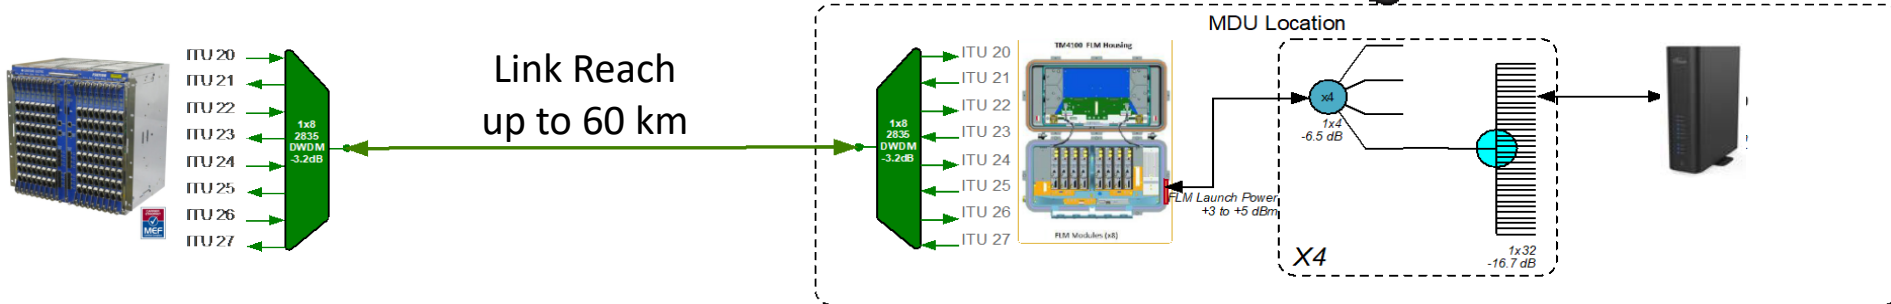 MDU Location
ITU 20
ITU 21
ITU 22
ITU 23
ITU 24
ITU 25
ITU 26
ITU 27
MEF
1x8
2835
DWDM
-3.2dB
Link Reach
up to 60 km
1x8
2835
DWDM
-3.2dB
ITU 20
ITU 21
ITU 22
ITU 23
ITU 24
ITU 25
ITU 26
ITU 27
TM4100 FLM Housing
FLM Modules (x8)
FLM Launch Power
+3 to +5 dBm
x4
1x4
-6.5 dB
X4
1x32
-16.7 dB